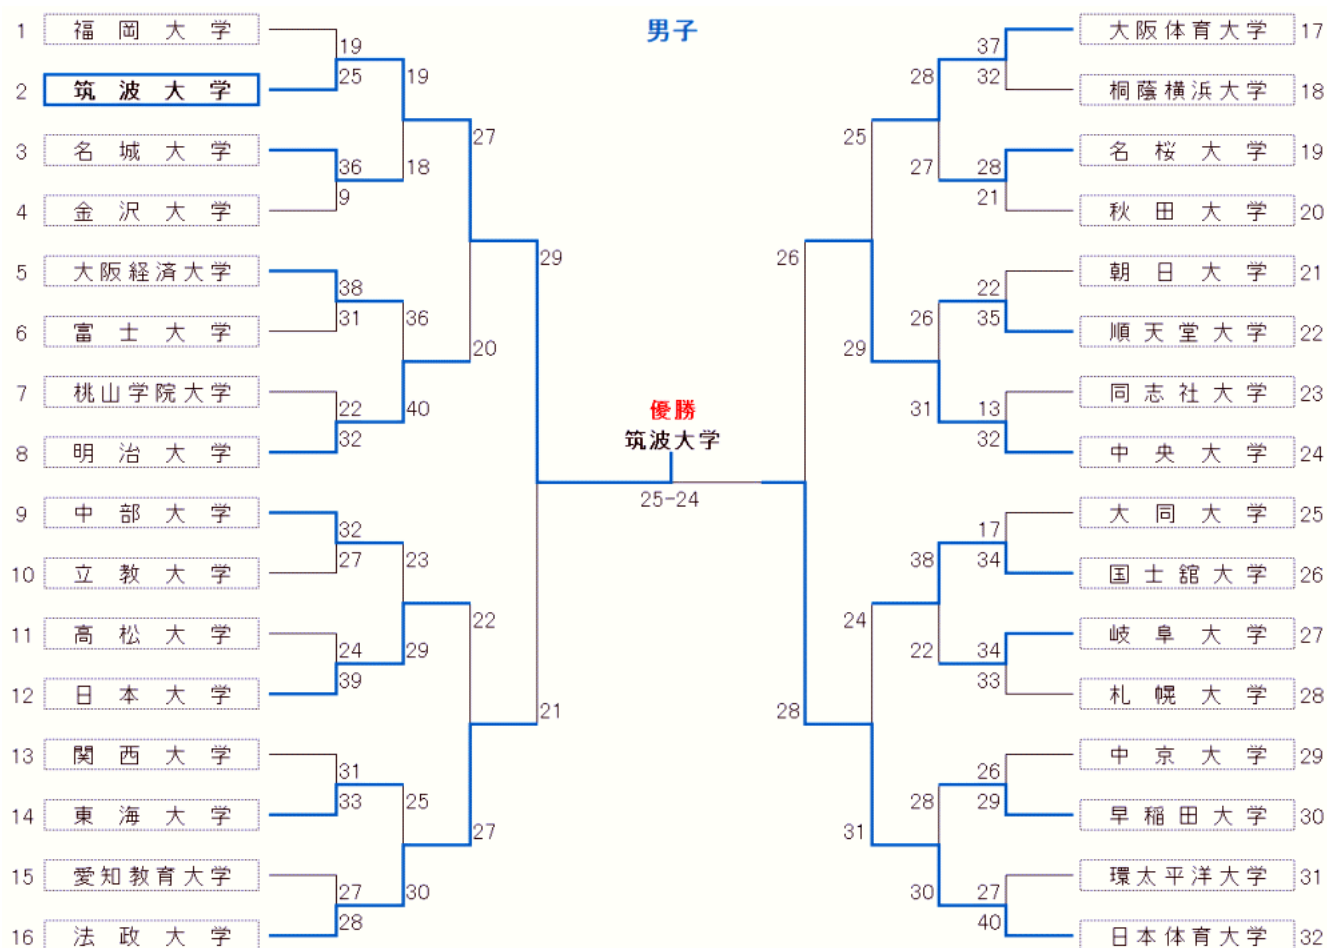 男子
1 福岡大学
19
25
2 筑波大学
19
3 名城大学
36
9
18
4 金沢大学
27
5 大阪経済大学
38
31
36
6 富士大学
20
7 桃山学院大学
22
32
40
8 明治大学
29
9 中部大学
32
27
23
10 立教大学
22
11 高松大学
24
39
29
12 日本大学
21
13 関西大学
31
33
25
14 東海大学
27
15 愛知教育大学
27
28
30
16 法政大学
優勝
筑波大学
25-24
大阪体育大学 17
37
32
28
桐蔭横浜大学 18
25
名桜大学 19
28
21
27
秋田大学 20
26
朝日大学 21
22
35
26
順天堂大学 22
29
同志社大学 23
13
32
31
中央大学 24
大同大学 25
17
34
38
国士舘大学 26
24
岐阜大学 27
34
33
22
札幌大学 28
28
中京大学 29
26
29
28
早稲田大学 30
31
環太平洋大学 31
27
40
30
日本体育大学 32